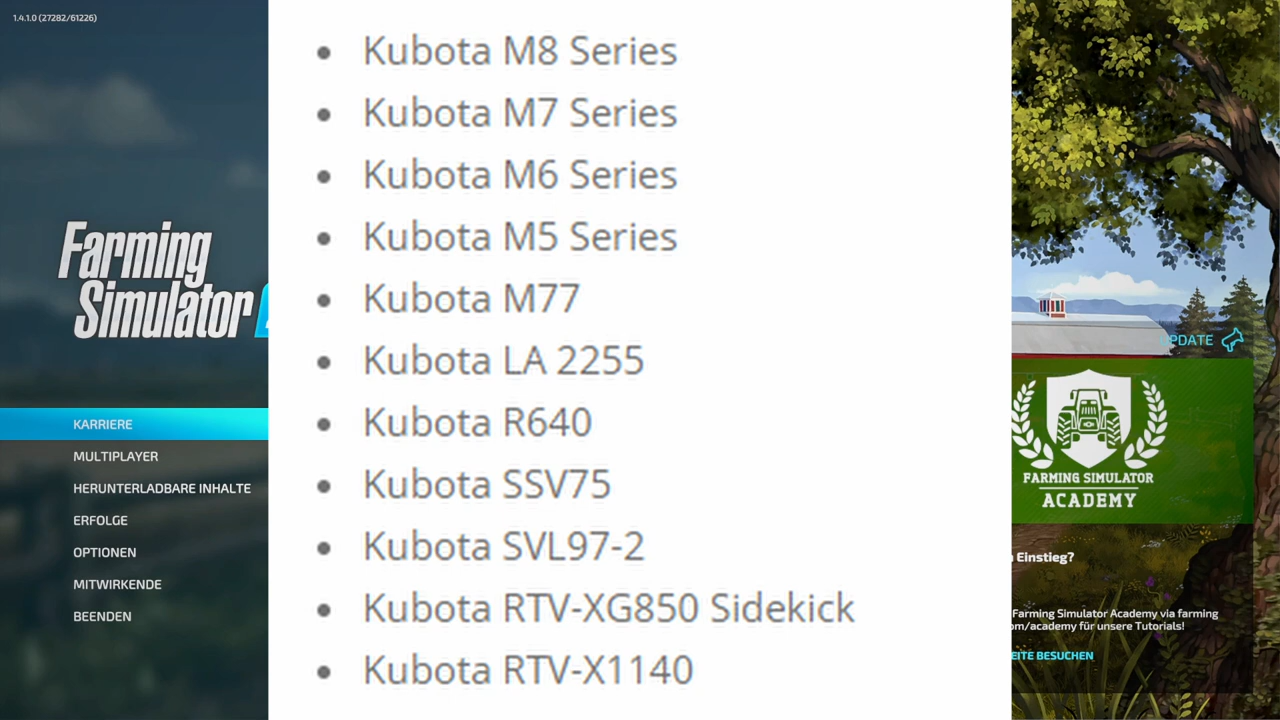 1.4.1.0 (27282/61226)
Farming
Simulator
KARRIERE
MULTIPLAYER
HERUNTERLADBARE INHALTE
ERFOLGE
OPTIONEN
MITWIRKENDE
BEENDEN
• Kubota M8 Series
• Kubota M7 Series
• Kubota M6 Series
• Kubota M5 Series
• Kubota M77
• Kubota LA 2255
• Kubota R640
• Kubota SSV75
• Kubota SVL97-2
• Kubota RTV-XG850 Sidekick
• Kubota RTV-X1140
UPDATE
FARMING SIMULATOR
ACADEMY
Einstieg?
Farming Simulator Academy via farming
om/academy für unsere Tutorials!
EITE BESUCHEN